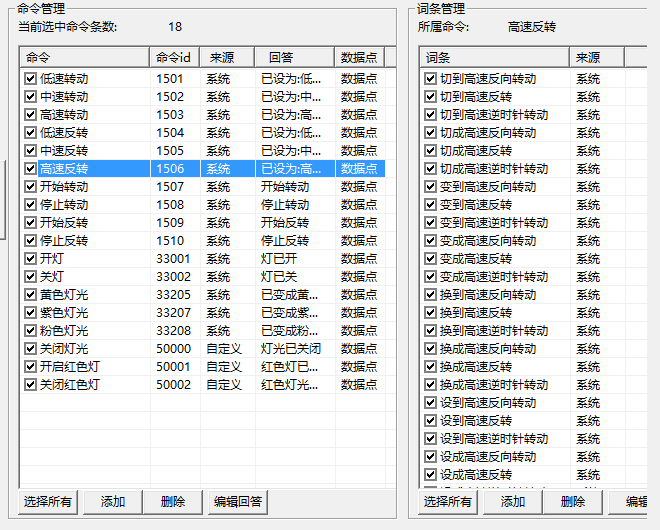 命令管理
当前选中命令条数: 18
命令 命令id 来源 回答 数据点
低速转动 1501 系统 已设为:低... 数据点
中速转动 1502 系统 已设为:中... 数据点
高速转动 1503 系统 已设为:高... 数据点
低速反转 1504 系统 已设为:低... 数据点
中速反转 1505 系统 已设为:中... 数据点
高速反转 1506 系统 已设为:高... 数据点
开始转动 1507 系统 开始转动 数据点
停止转动 1508 系统 停止转动 数据点
开始反转 1509 系统 开始反转 数据点
停止反转 1510 系统 停止反转 数据点
开灯 33001 系统 灯已开 数据点
关灯 33002 系统 灯已关 数据点
黄色灯光 33205 系统 已变成黄... 数据点
紫色灯光 33207 系统 已变成紫... 数据点
粉色灯光 33208 系统 已变成粉... 数据点
关闭灯光 50000 自定义 灯光已关闭 数据点
开启红色灯 50001 自定义 红色灯已... 数据点
关闭红色灯 50002 自定义 红色灯光... 数据点
选择所有 添加 删除 编辑回答
词条管理
所属命令: 高速反转
词条 来源
切到高速反向转动 系统
切到高速反转 系统
切到高速逆时针转动 系统
切成高速反向转动 系统
切成高速反转 系统
切成高速逆时针转动 系统
变到高速反向转动 系统
变到高速反转 系统
变到高速逆时针转动 系统
变成高速反向转动 系统
变成高速反转 系统
变成高速逆时针转动 系统
换到高速反向转动 系统
换到高速反转 系统
换到高速逆时针转动 系统
换成高速反向转动 系统
换成高速反转 系统
换成高速逆时针转动 系统
设到高速反向转动 系统
设到高速反转 系统
设到高速逆时针转动 系统
设成高速反向转动 系统
设成高速反转 系统
选择所有 添加 删除 编辑